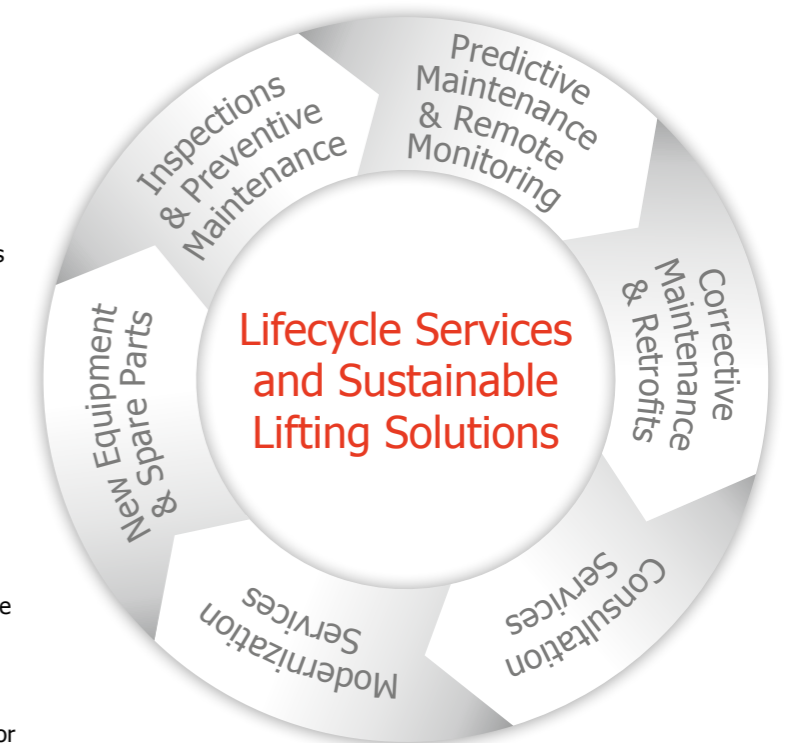 Predictive
Maintenance
& Remote
Monitoring
Corrective
Maintenance
& Retrofits
Consultation
Services
Modernization
Services
New Equipment
& Spare Parts
Inspections
& Preventive
Maintenance
Lifecycle Services
and Sustainable
Lifting Solutions
s
e
or